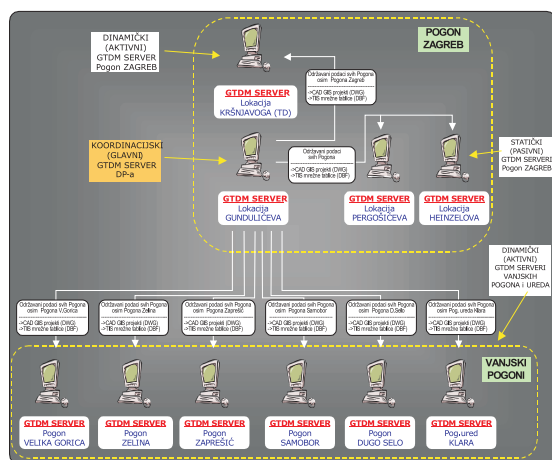 DINAMIČKI
(AKTIVNI)
GTDM SERVER
Pogon ZAGREB
POGON
ZAGREB
Održavani podaci svih Pogona
osim Pogona Zagreb
->CAD GIS projekti (DWG)
->TIS mrežne tablice (DBF)
GTDM SERVER
Lokacija
KRŠNJAVOGA (TD)
KOORDINACIJSKI
(GLAVNI)
GTDM SERVER
DP-a
Održavani podaci
svih Pogona
->CAD GIS projekti (DWG)
->TIS mrežne tablice (DBF)
STATIČKI
(PASIVNI)
GTDM SERVERI
Pogon ZAGREB
GTDM SERVER
Lokacija
GUNDULIĆEVA
GTDM SERVER
Lokacija
PERGOŠIĆEVA
GTDM SERVER
Lokacija
HEINZELOVA
DINAMIČKI
(AKTIVNI)
GTDM SERVERI
VANJSKIH
POGONA i UREDA
Održavani podaci svih Pogona
osim Pogona V.Gorica
->CAD GIS projekti (DWG)
->TIS mrežne tablice (DBF)
Održavani podaci svih Pogona
osim Pogona Zelina
->CAD GIS projekti (DWG)
->TIS mrežne tablice (DBF)
Održavani podaci svih Pogona
osim Pogona Zaprešić
->CAD GIS projekti (DWG)
->TIS mrežne tablice (DBF)
Održavani podaci svih Pogona
osim Pogona Samobor
->CAD GIS projekti (DWG)
->TIS mrežne tablice (DBF)
Održavani podaci svih Pogona
osim Pogona D.Selo
->CAD GIS projekti (DWG)
->TIS mrežne tablice (DBF)
Održavani podaci svih Pogona
osim Pog. ureda Klara
->CAD GIS projekti (DWG)
->TIS mrežne tablice (DBF)
VANJSKI
POGONI
GTDM SERVER
Pogon
VELIKA GORICA
GTDM SERVER
Pogon
ZELINA
GTDM SERVER
Pogon
ZAPREŠIĆ
GTDM SERVER
Pogon
SAMOBOR
GTDM SERVER
Pogon
DUGO SELO
GTDM SERVER
Pog.ured
KLARA